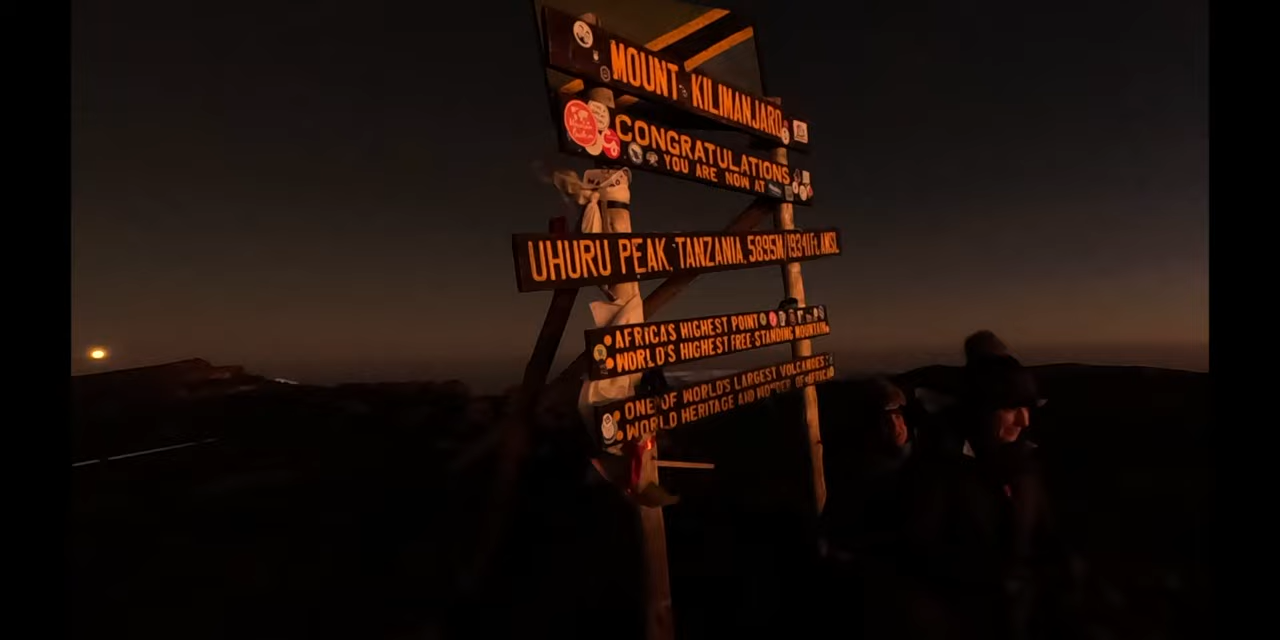 MOUNT KILIMANJARO
CONGRATULATIONS
YOU ARE NOW AT
UHURU PEAK, TANZANIA, 5895M/19341Ft. AMSL
AFRICA'S HIGHEST POINT
WORLD'S HIGHEST FREE-STANDING MOUNTAIN
ONE OF WORLD'S LARGEST VOLCANOES
WORLD HERITAGE AND WONDER OF AFRICA